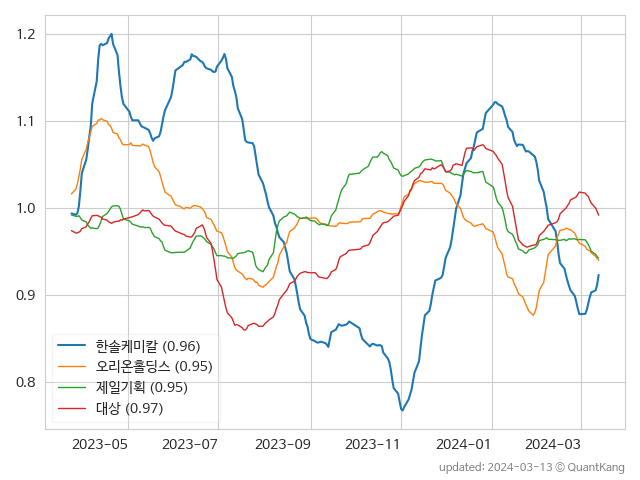 1.2
1.1
1.0
0.9
0.8
한솔케미칼 (0.96)
오리온홀딩스 (0.95)
제일기획 (0.95)
대상 (0.97)
2023-05 2023-07 2023-09 2023-11 2024-01 2024-03
updated: 2024-03-13 © QuantKang